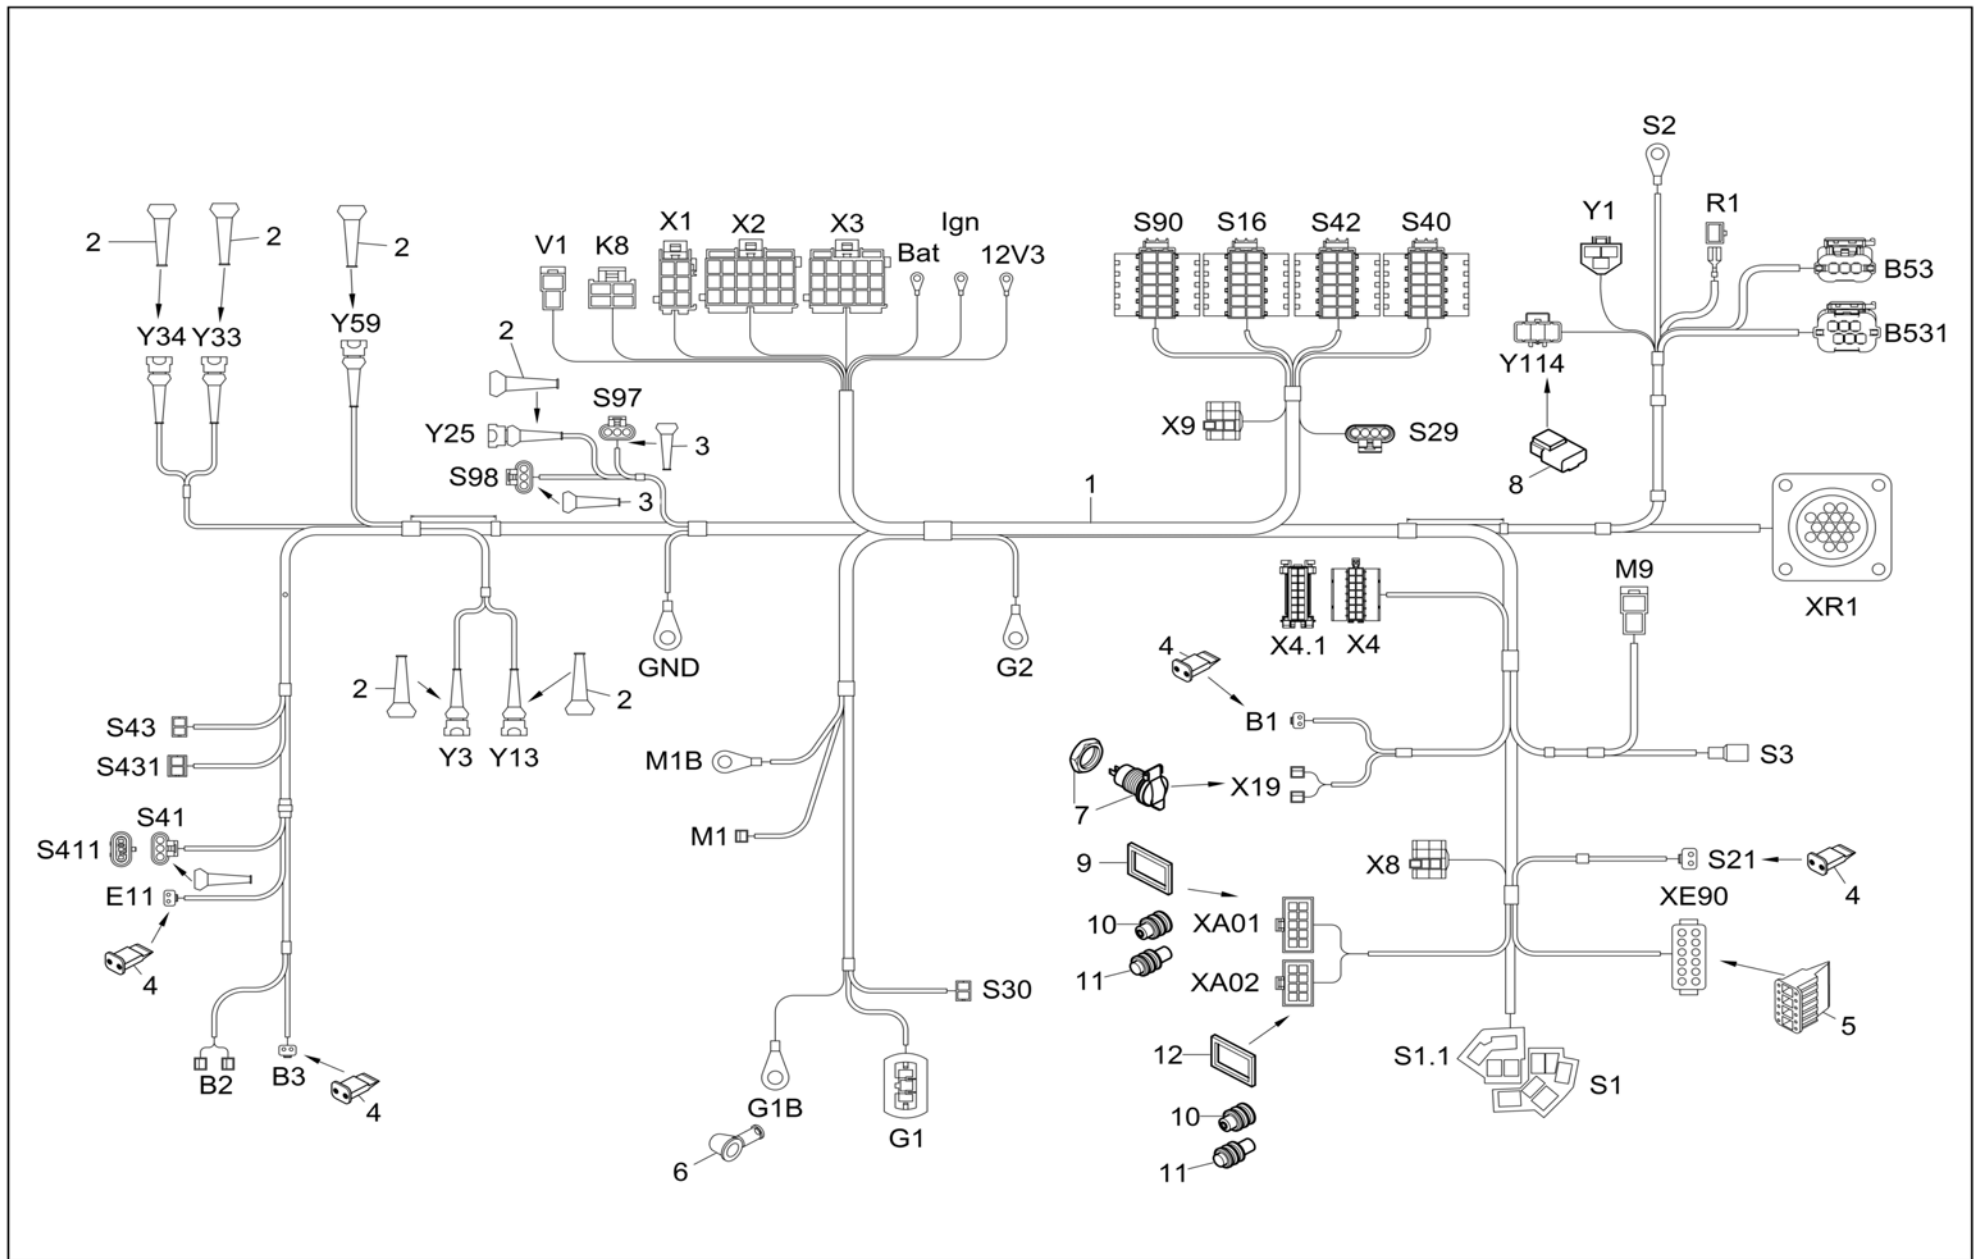 S2
Y1
R1
X1
X2
X3
Ign
S90
S16
S42
S40
V1
K8
Bat
12V3
2
2
2
B53
Y34
Y33
Y59
2
B531
Y114
S97
Y25
3
X9
S29
S98
3
1
8
M9
XR1
X4.1
X4
GND
G2
4
2
2
B1
S43
S431
Y3
Y13
M1B
X19
S3
7
M1
S41
S411
9
X8
S21
4
E11
XE90
10
XA01
4
11
XA02
S30
5
12
S1.1
B2
B3
S1
4
G1B
G1
10
6
11